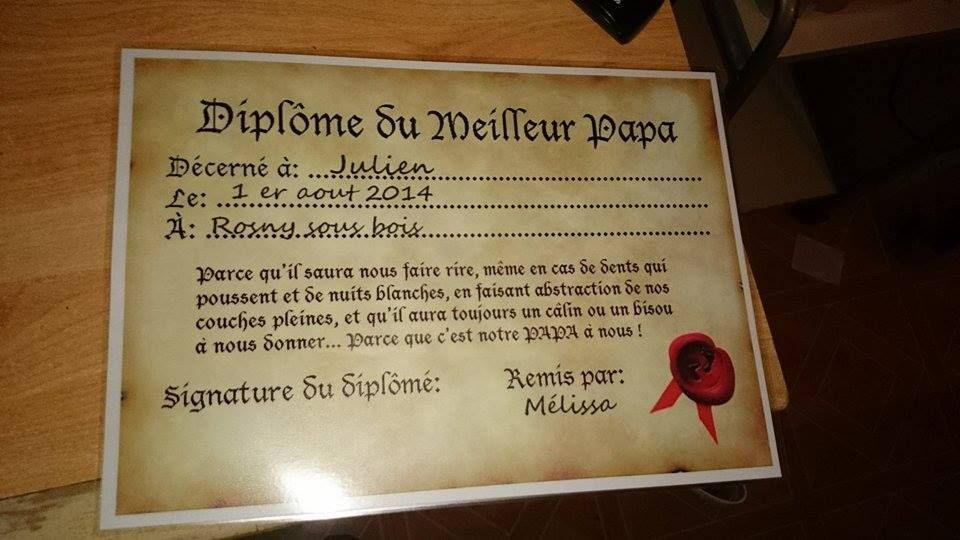 Diplôme du Meilleur Papa
Décerné à: ...Julien..............................
Le: .1 er aout 2014..............................
À: .Rosny sous bois..............................
Parce qu'il saura nous faire rire, même en cas de dents qui
poussent et de nuits blanches, en faisant abstraction de nos
couches pleines, et qu'il aura toujours un câlin ou un bisou
à nous donner... Parce que c'est notre PAPA à nous !
Signature du diplômé:
Remis par:
Mélissa